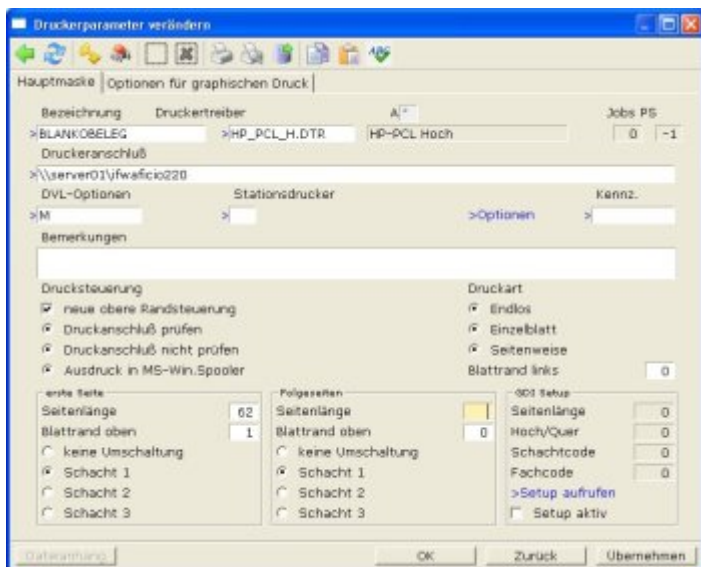 Druckerparameter verändern
ABC
Hauptmaske Optionen für graphischen Druck
Bezeichnung Druckertreiber A * Jobs PS
>BLANKOBELEG >HP_PCL_H.DTR HP-PCL Hoch 0 -1
Druckeranschluß
>\\server01\ifwaficio220
DVL-Optionen Stationsdrucker Kennz.
>M > >Optionen >
Bemerkungen
Drucksteuerung Druckart
neue obere Randsteuerung Endlos
Druckanschluß prüfen Einzelblatt
Druckanschluß nicht prüfen Seitenweise
Ausdruck in MS-Win.Spooler Blattrand links 0
erste Seite Folgeseiten GDI Setup
Seitenlänge 62 Seitenlänge Seitenlänge 0
Blattrand oben 1 Blattrand oben 0 Hoch/Quer 0
keine Umschaltung keine Umschaltung Schachtcode 0
Schacht 1 Schacht 1 Fachcode 0
Schacht 2 Schacht 2 >Setup aufrufen
Schacht 3 Schacht 3 Setup aktiv
Dateianhang OK Zurück Übernehmen